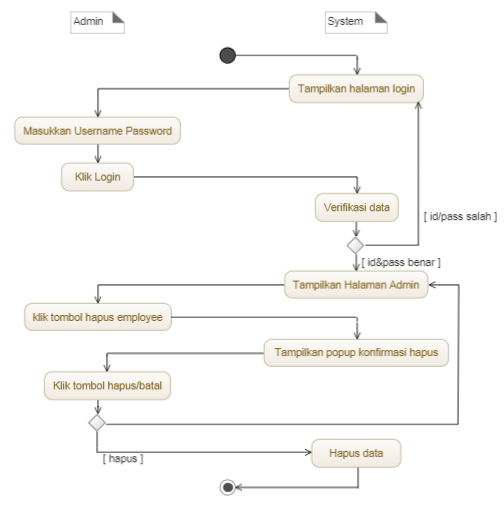 Admin
System
Tampilkan halaman login
Masukkan Username Password
Klik Login
Verifikasi data
[ id/pass salah ]
[ id&pass benar ]
Tampilkan Halaman Admin
klik tombol hapus employee
Tampilkan popup konfirmasi hapus
Klik tombol hapus/batal
[ hapus ]
Hapus data